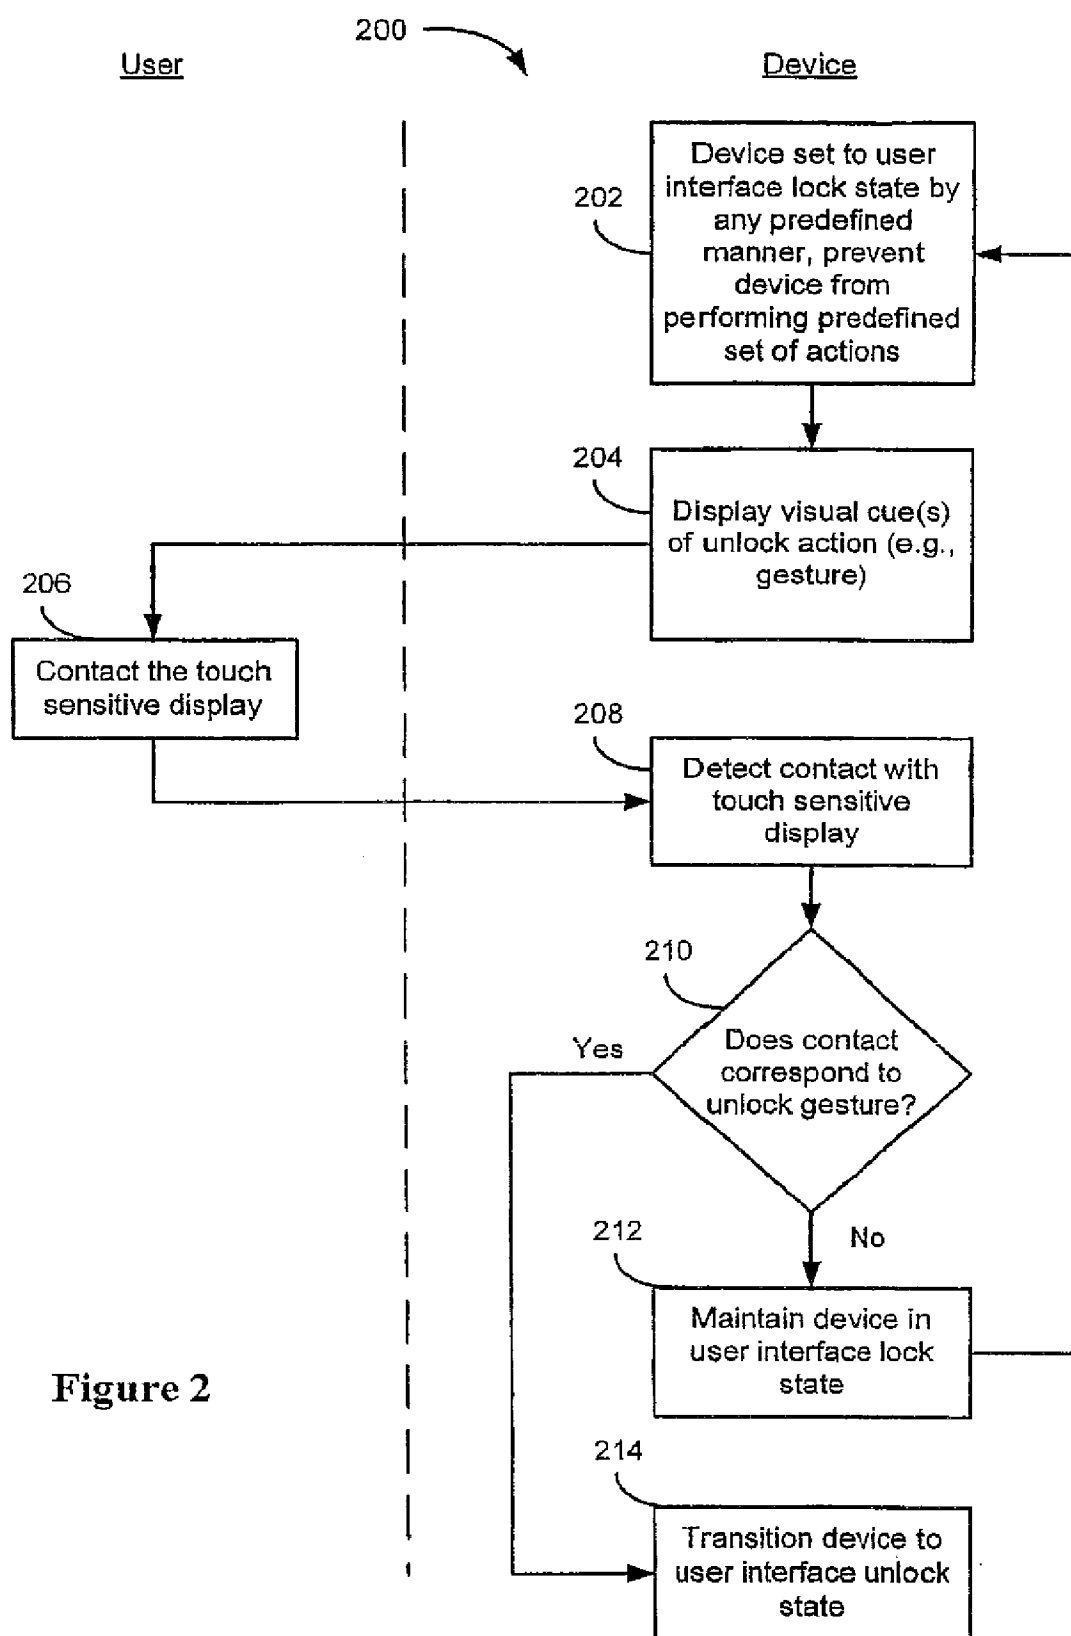 200
User
Device
202
Device set to user
interface lock state by
any predefined
manner, prevent
device from
performing predefined
set of actions
204
Display visual cue(s)
of unlock action (e.g.,
gesture)
206
Contact the touch
sensitive display
208
Detect contact with
touch sensitive
display
210
Does contact
correspond to
unlock gesture?
Yes
No
212
Maintain device in
user interface lock
state
Figure 2
214
Transition device to
user interface unlock
state